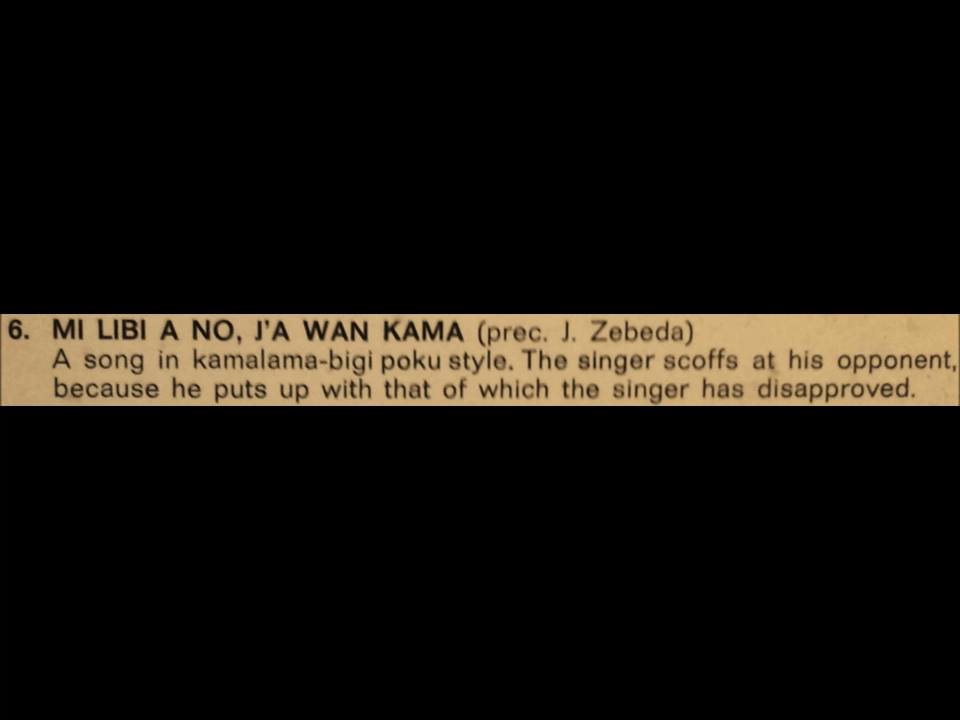 6. MI LIBI A NO, J'A WAN KAMA (prec. J. Zebeda)
A song in kamalama-bigi poku style. The singer scoffs at his opponent,
because he puts up with that of which the singer has disapproved.